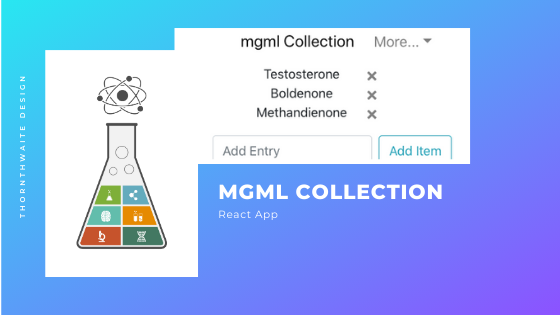 THORNTHWAITE DESIGN
mgml Collection More...
Testosterone
Boldenone
Methandienone
Add Entry Add Item
MGML COLLECTION
React App